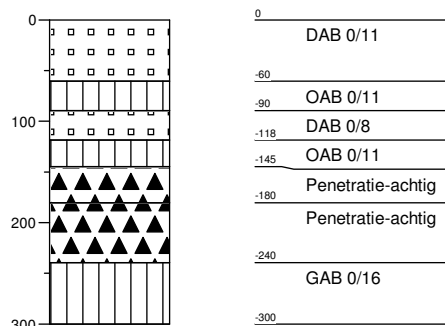 0
100
200
300
0
DAB 0/11
-60
OAB 0/11
-90
DAB 0/8
-118
OAB 0/11
-145
Penetratie-achtig
-180
Penetratie-achtig
-240
GAB 0/16
-300